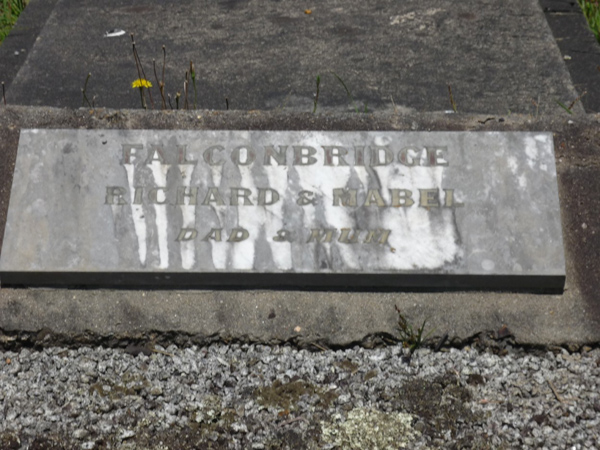 FALCONBRIDGE
RICHARD & MABEL
DAD & MUM